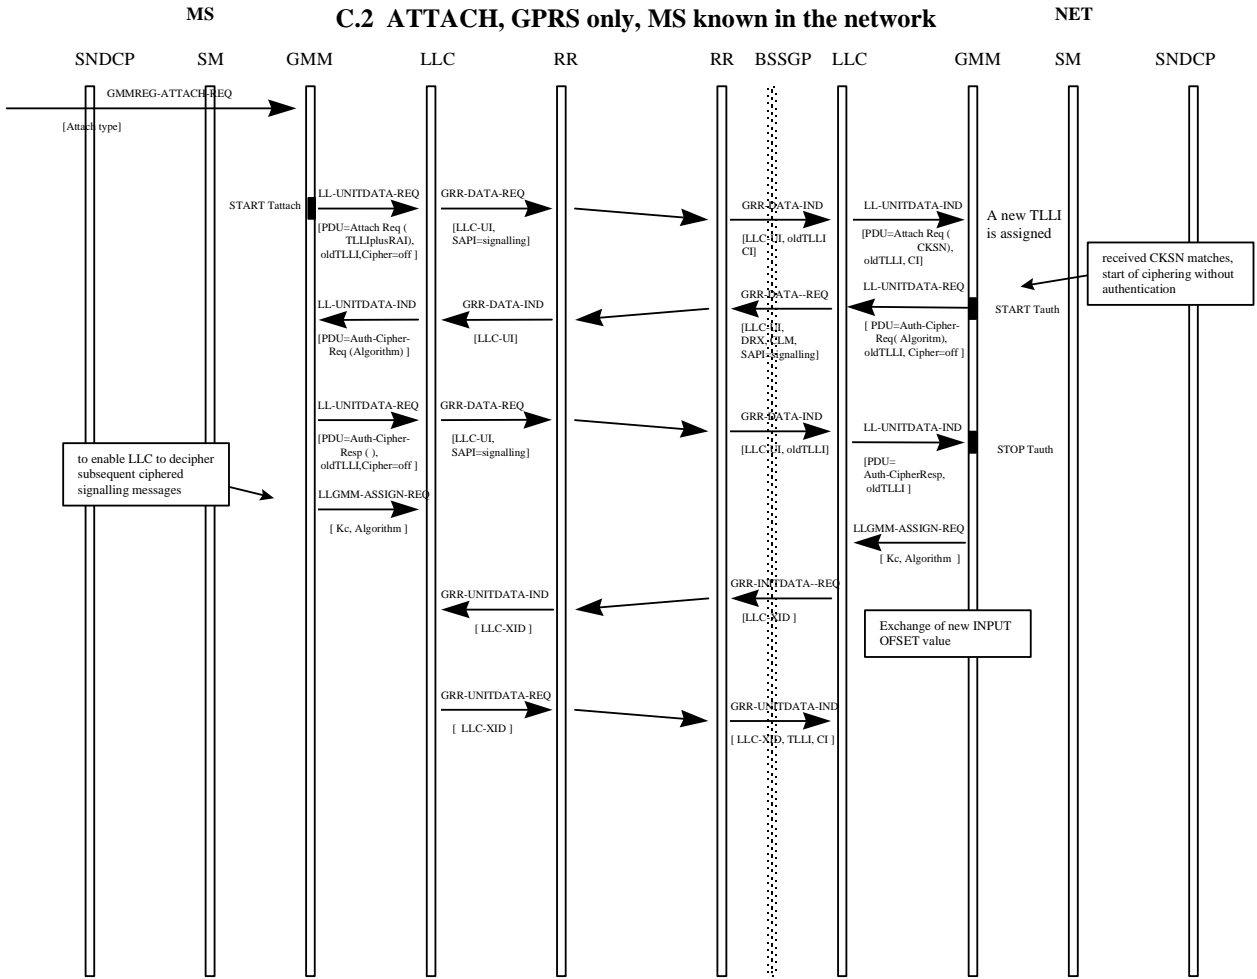 MS
C.2 ATTACH, GPRS only, MS known in the network
NET
SNDCP SM GMM LLC RR RR BSSGP LLC GMM SM SNDCP
GMMREG-ATTACH-REQ
[Attach type]
START Tattach
LL-UNITDATA-REQ
[PDU=Attach Req (
TLLIplusRAI),
oldTLLI,Cipher=off ]
GRR-DATA-REQ
[LLC-UI,
SAPI=signalling]
GRR-DATA-IND
[LLC-UI, oldTLLI
CI]
LL-UNITDATA-IND
[PDU=Attach Req (
CKSN),
oldTLLI, CI]
A new TLLI
is assigned
received CKSN matches,
start of ciphering without
authentication
LL-UNITDATA-IND
[PDU=Auth-Cipher-
Req (Algorithm) ]
GRR-DATA-IND
[LLC-UI]
GRR-DATA--REQ
[LLC-UI,
DRX, CLM,
SAPI=signalling]
LL-UNITDATA-REQ
[ PDU=Auth-Cipher-
Req( Algoritm),
oldTLLI, Cipher=off ]
START Tauth
LL-UNITDATA-REQ
[PDU=Auth-Cipher-
Resp ( ),
oldTLLI,Cipher=off ]
GRR-DATA-REQ
[LLC-UI,
SAPI=signalling]
GRR-DATA-IND
[LLC-UI, oldTLLI]
LL-UNITDATA-IND
[PDU=
Auth-CipherResp,
oldTLLI ]
STOP Tauth
to enable LLC to decipher
subsequent ciphered
signalling messages
LLGMM-ASSIGN-REQ
[ Kc, Algorithm ]
LLGMM-ASSIGN-REQ
[ Kc, Algorithm ]
GRR-UNITDATA-IND
[ LLC-XID ]
GRR-INITDATA--REQ
[LLC-XID ]
Exchange of new INPUT
OFSET value
GRR-UNITDATA-REQ
[ LLC-XID ]
GRR-UNITDATA-IND
[ LLC-XID, TLLI, CI ]